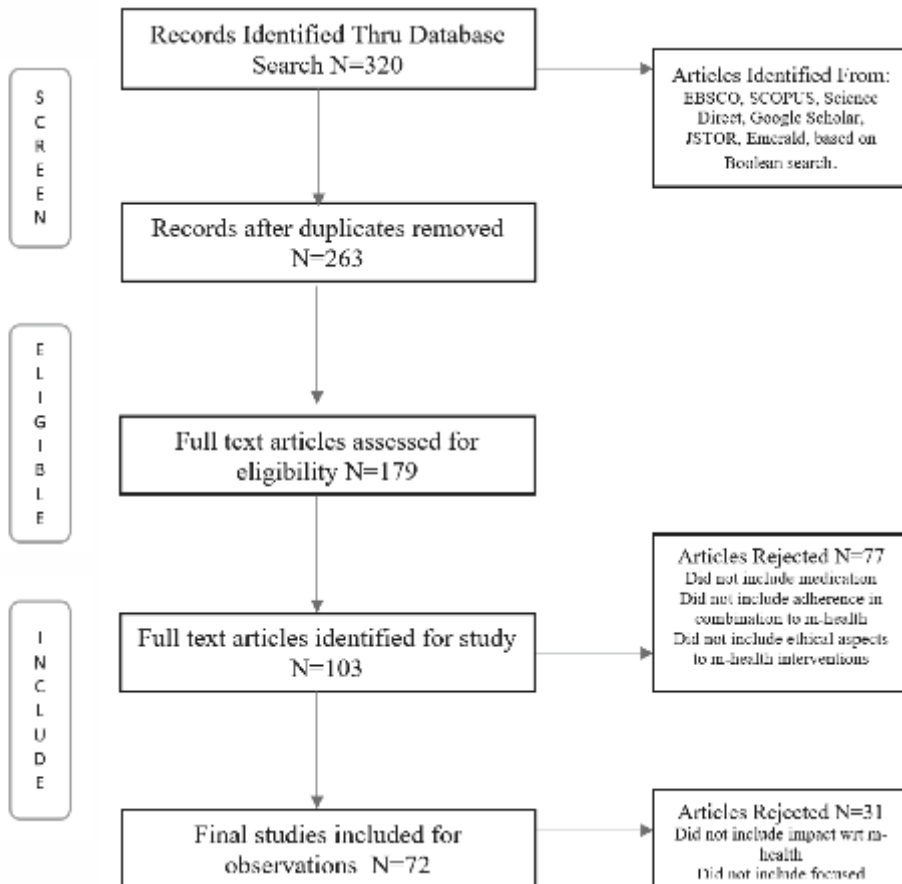 Records Identified Thru Database
Search N=320
Articles Identified From:
EBSCO, SCOPUS, Science
Direct, Google Scholar,
JSTOR, Emerald, based on
Boolean search.
SCREEN
Records after duplicates removed
N=263
ELIGIBLE
Full text articles assessed for
eligibility N=179
INCLUDE
Full text articles identified for study
N=103
Articles Rejected N=77
Did not include medication
Did not include adherence in
combination to m-health
Did not include ethical aspects
to m-health interventions
Final studies included for
observations N=72
Articles Rejected N=31
Did not include impact wrt m-
health
Did not include focused